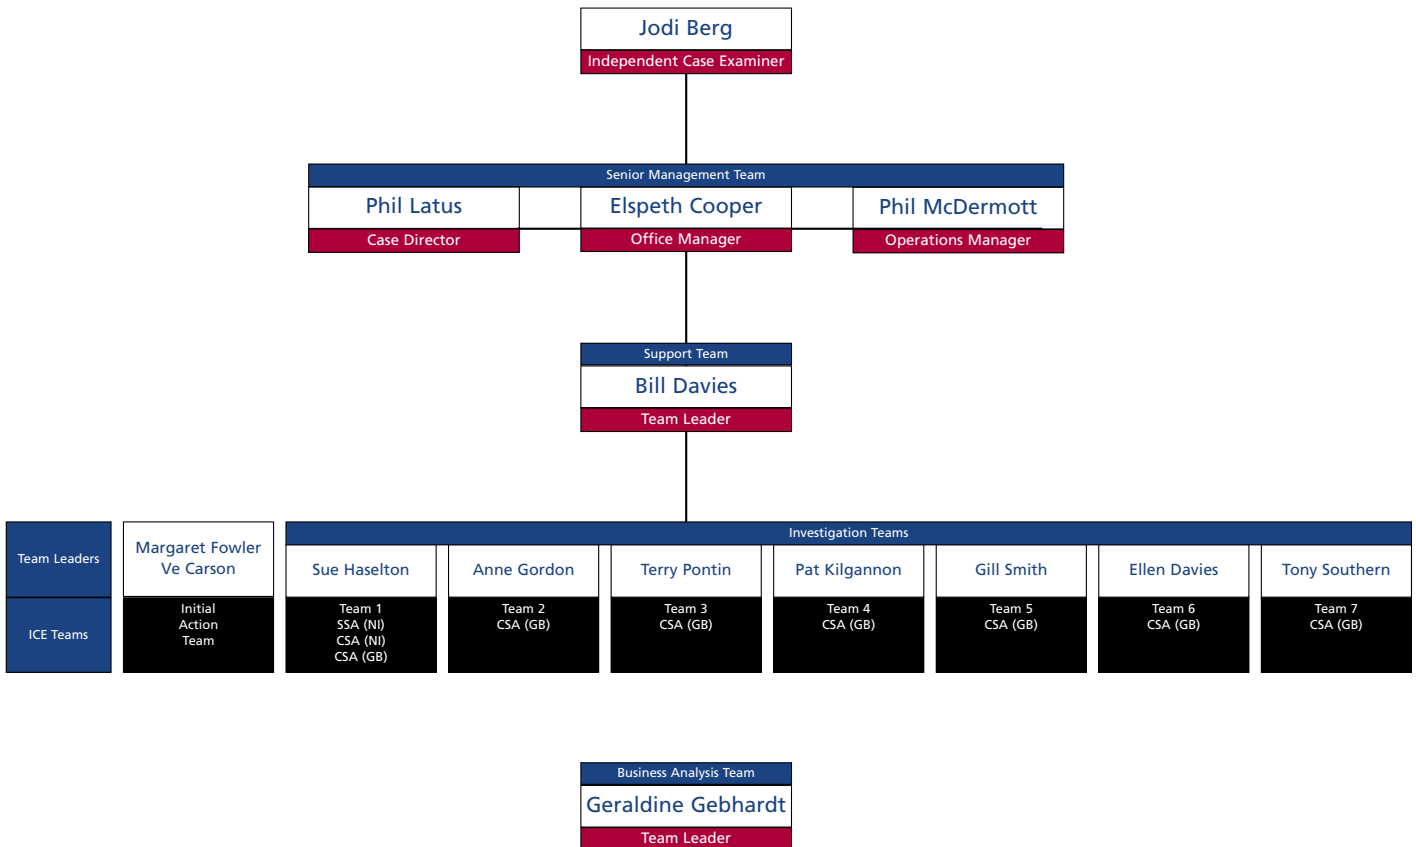 Jodi Berg
Independent Case Examiner
Senior Management Team
Phil Latus
Case Director
Elspeth Cooper
Office Manager
Phil McDermott
Operations Manager
Support Team
Bill Davies
Team Leader
Team Leaders
Margaret Fowler
Ve Carson
Investigation Teams
Sue Haselton
Anne Gordon
Terry Pontin
Pat Kilgannon
Gill Smith
Ellen Davies
Tony Southern
ICE Teams
Initial
Action
Team
Team 1
SSA (NI)
CSA (NI)
CSA (GB)
Team 2
CSA (GB)
Team 3
CSA (GB)
Team 4
CSA (GB)
Team 5
CSA (GB)
Team 6
CSA (GB)
Team 7
CSA (GB)
Business Analysis Team
Geraldine Gebhardt
Team Leader